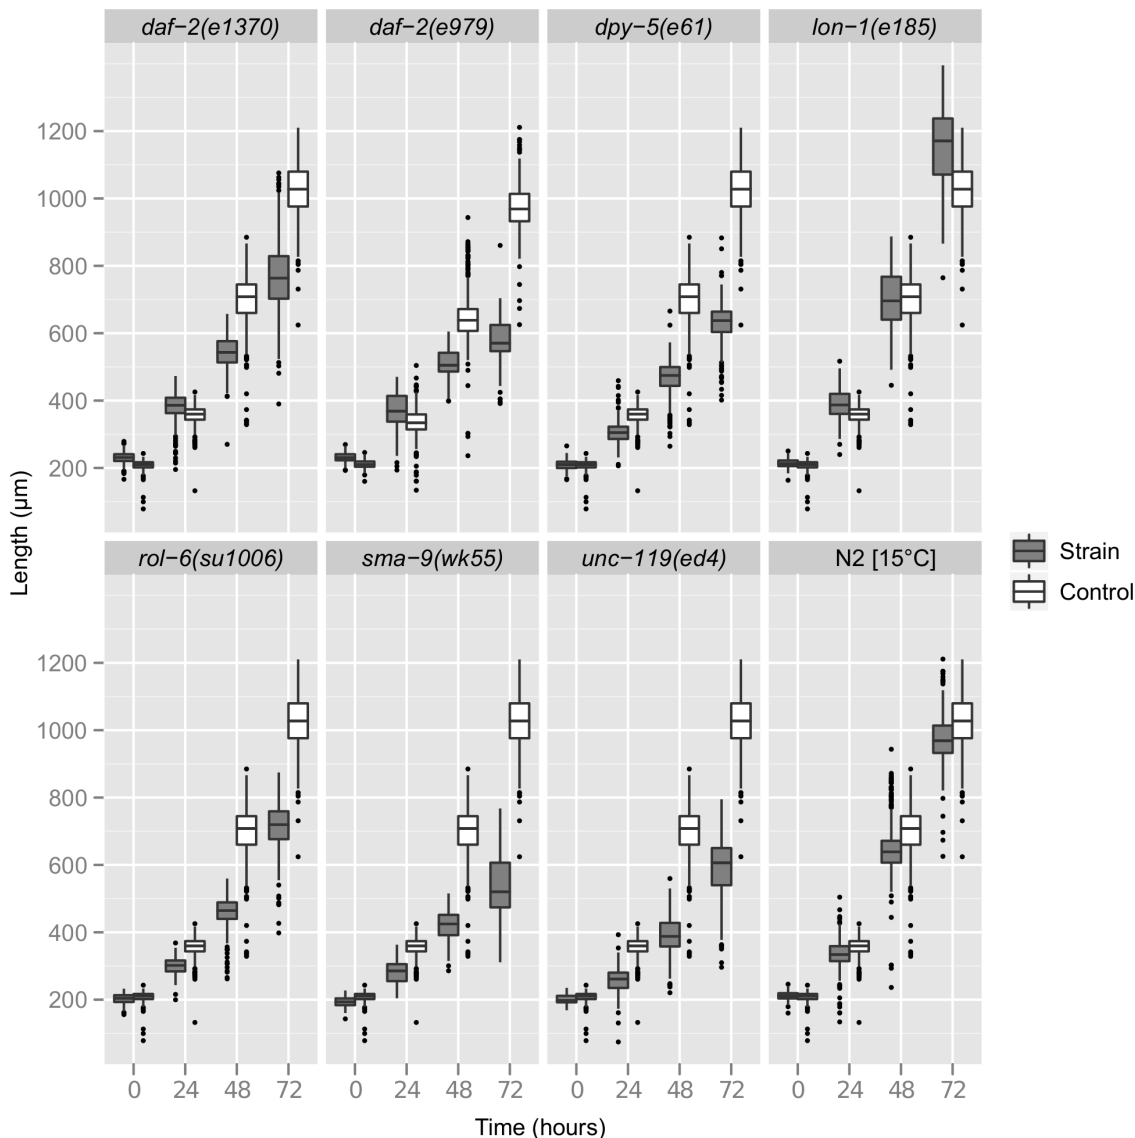 daf−2(e1370) daf−2(e979) dpy−5(e61) lon−1(e185)
1200
1000
800
600
400
200
rol−6(su1006) sma−9(wk55) unc−119(ed4) N2 [15°C]
1200
1000
800
600
400
200
0 24 48 72 0 24 48 72 0 24 48 72 0 24 48 72
Time (hours)
Length (μm)
Strain
Control